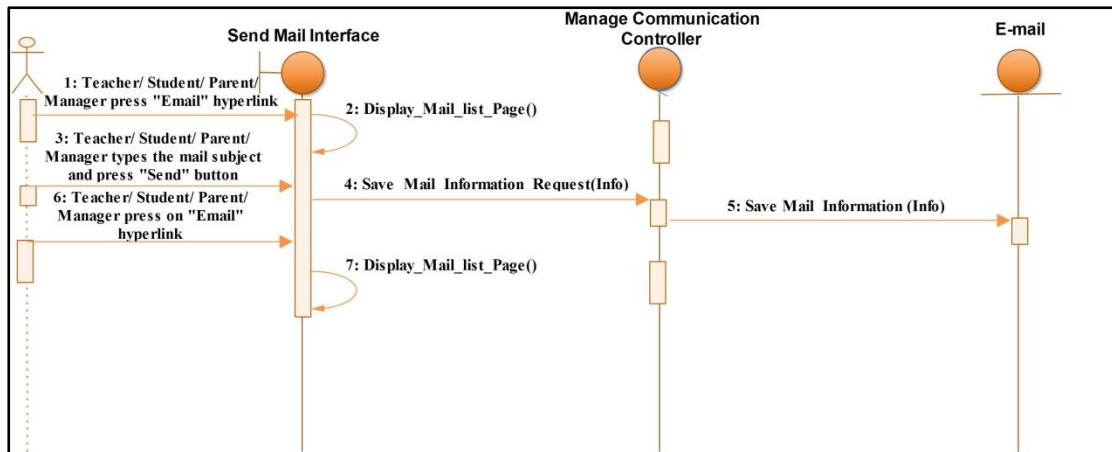 Send Mail Interface
Manage Communication
Controller
E-mail
1: Teacher/ Student/ Parent/
Manager press "Email" hyperlink
2: Display_Mail_list_Page()
3: Teacher/ Student/ Parent/
Manager types the mail subject
and press "Send" button
4: Save Mail Information Request(Info)
5: Save Mail Information (Info)
6: Teacher/ Student/ Parent/
Manager press on "Email"
hyperlink
7: Display_Mail_list_Page()